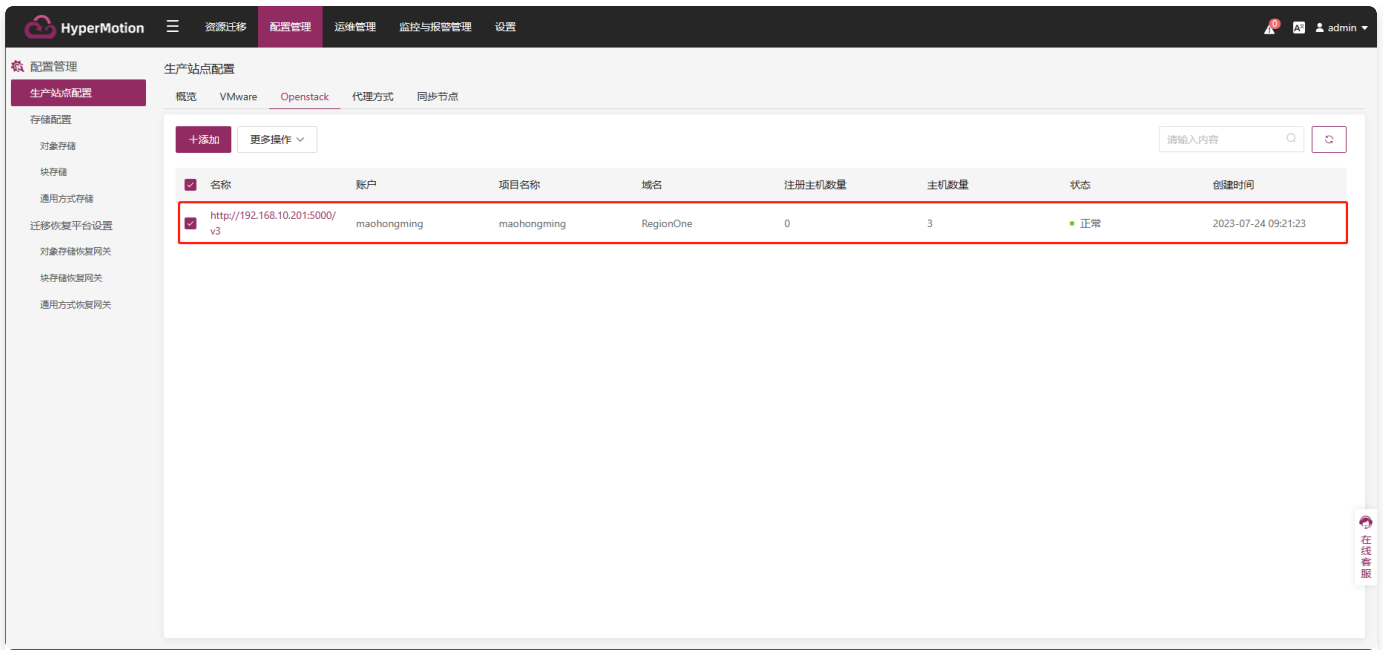 HyperMotion
资源迁移 配置管理 运维管理 监控与报警管理 设置
0
admin
配置管理
生产站点配置
存储配置
对象存储
块存储
通用方式存储
迁移恢复平台设置
对象存储恢复网关
块存储恢复网关
通用方式恢复网关
生产站点配置
概览 VMware Openstack 代理方式 同步节点
+添加 更多操作 请输入内容
名称 账户 项目名称 域名 注册主机数量 主机数量 状态 创建时间
http://192.168.10.201:5000/
v3
maohongming maohongming RegionOne 0 3 正常 2023-07-24 09:21:23
在线客服